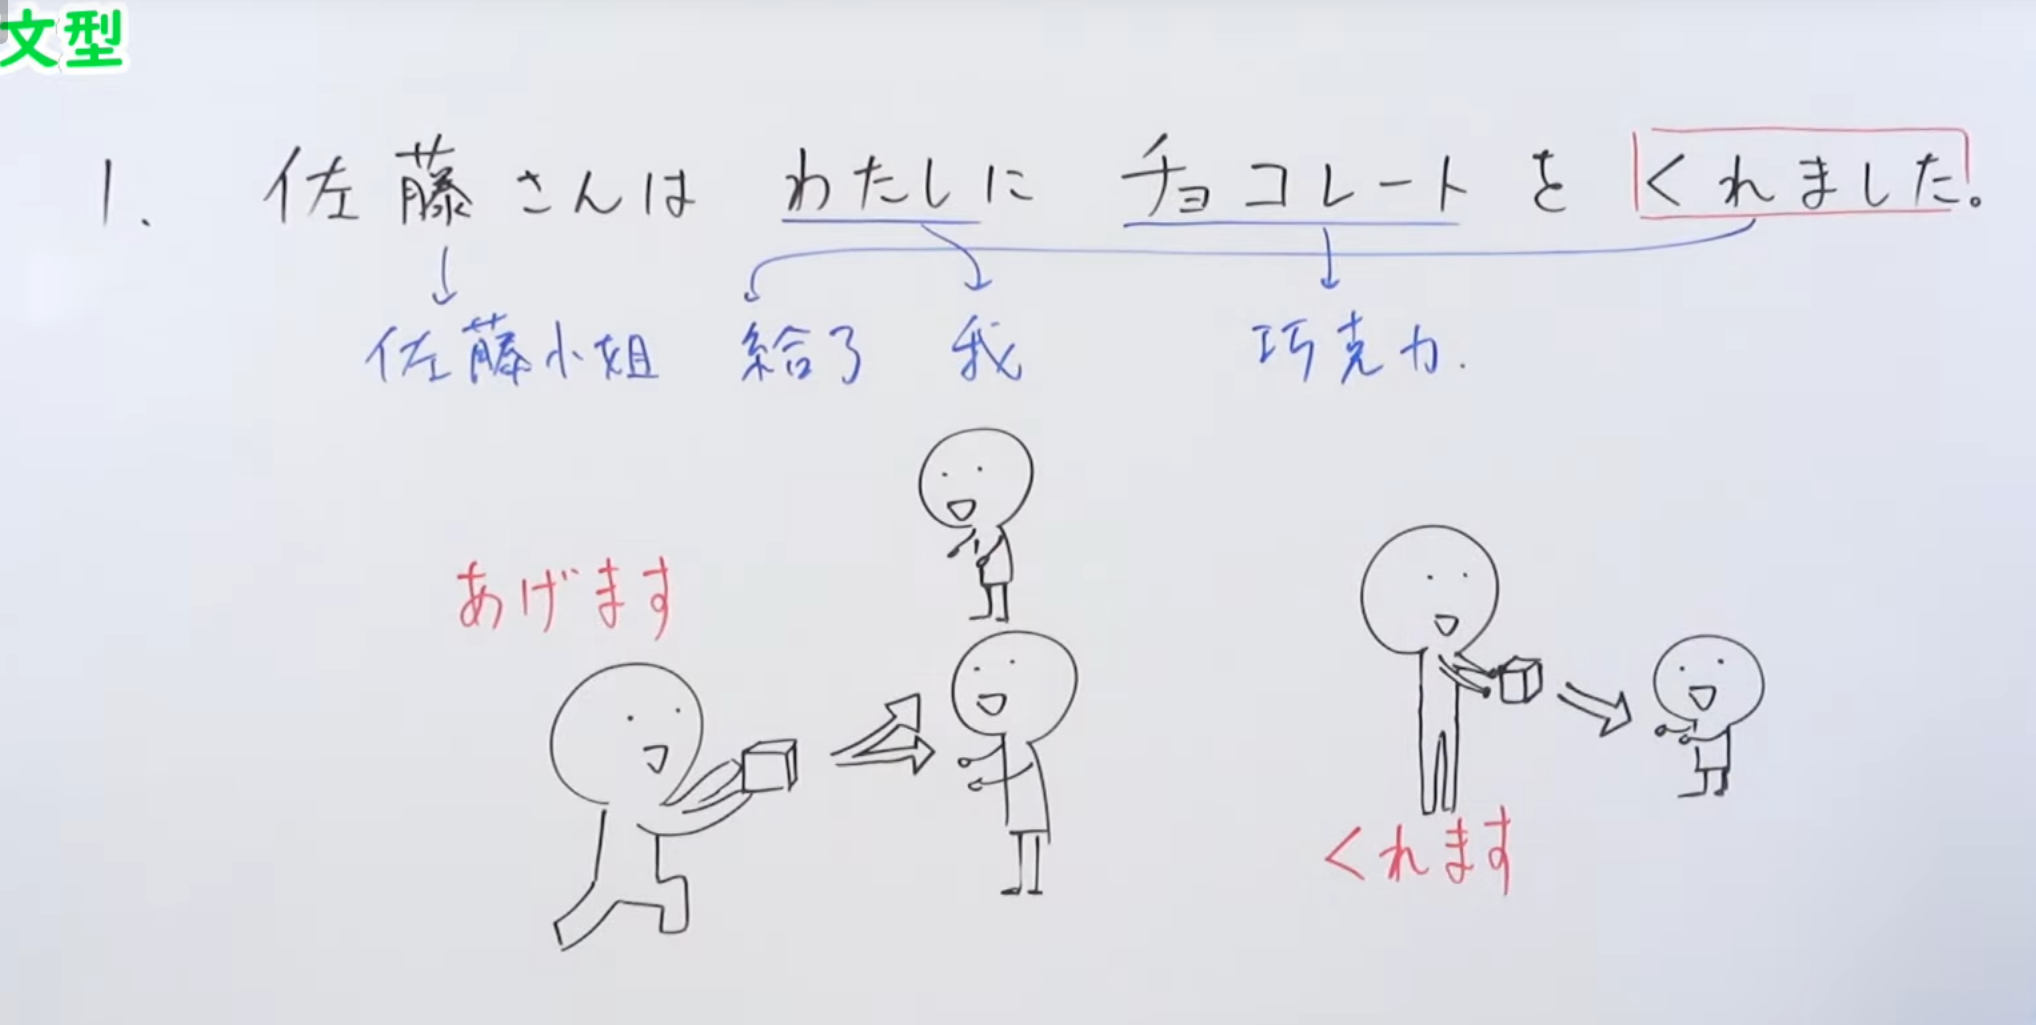 文型
1. 佐藤さんは わたしに チョコレート を くれました。
佐藤小姐 給了 我 巧克力.
あげます
くれます